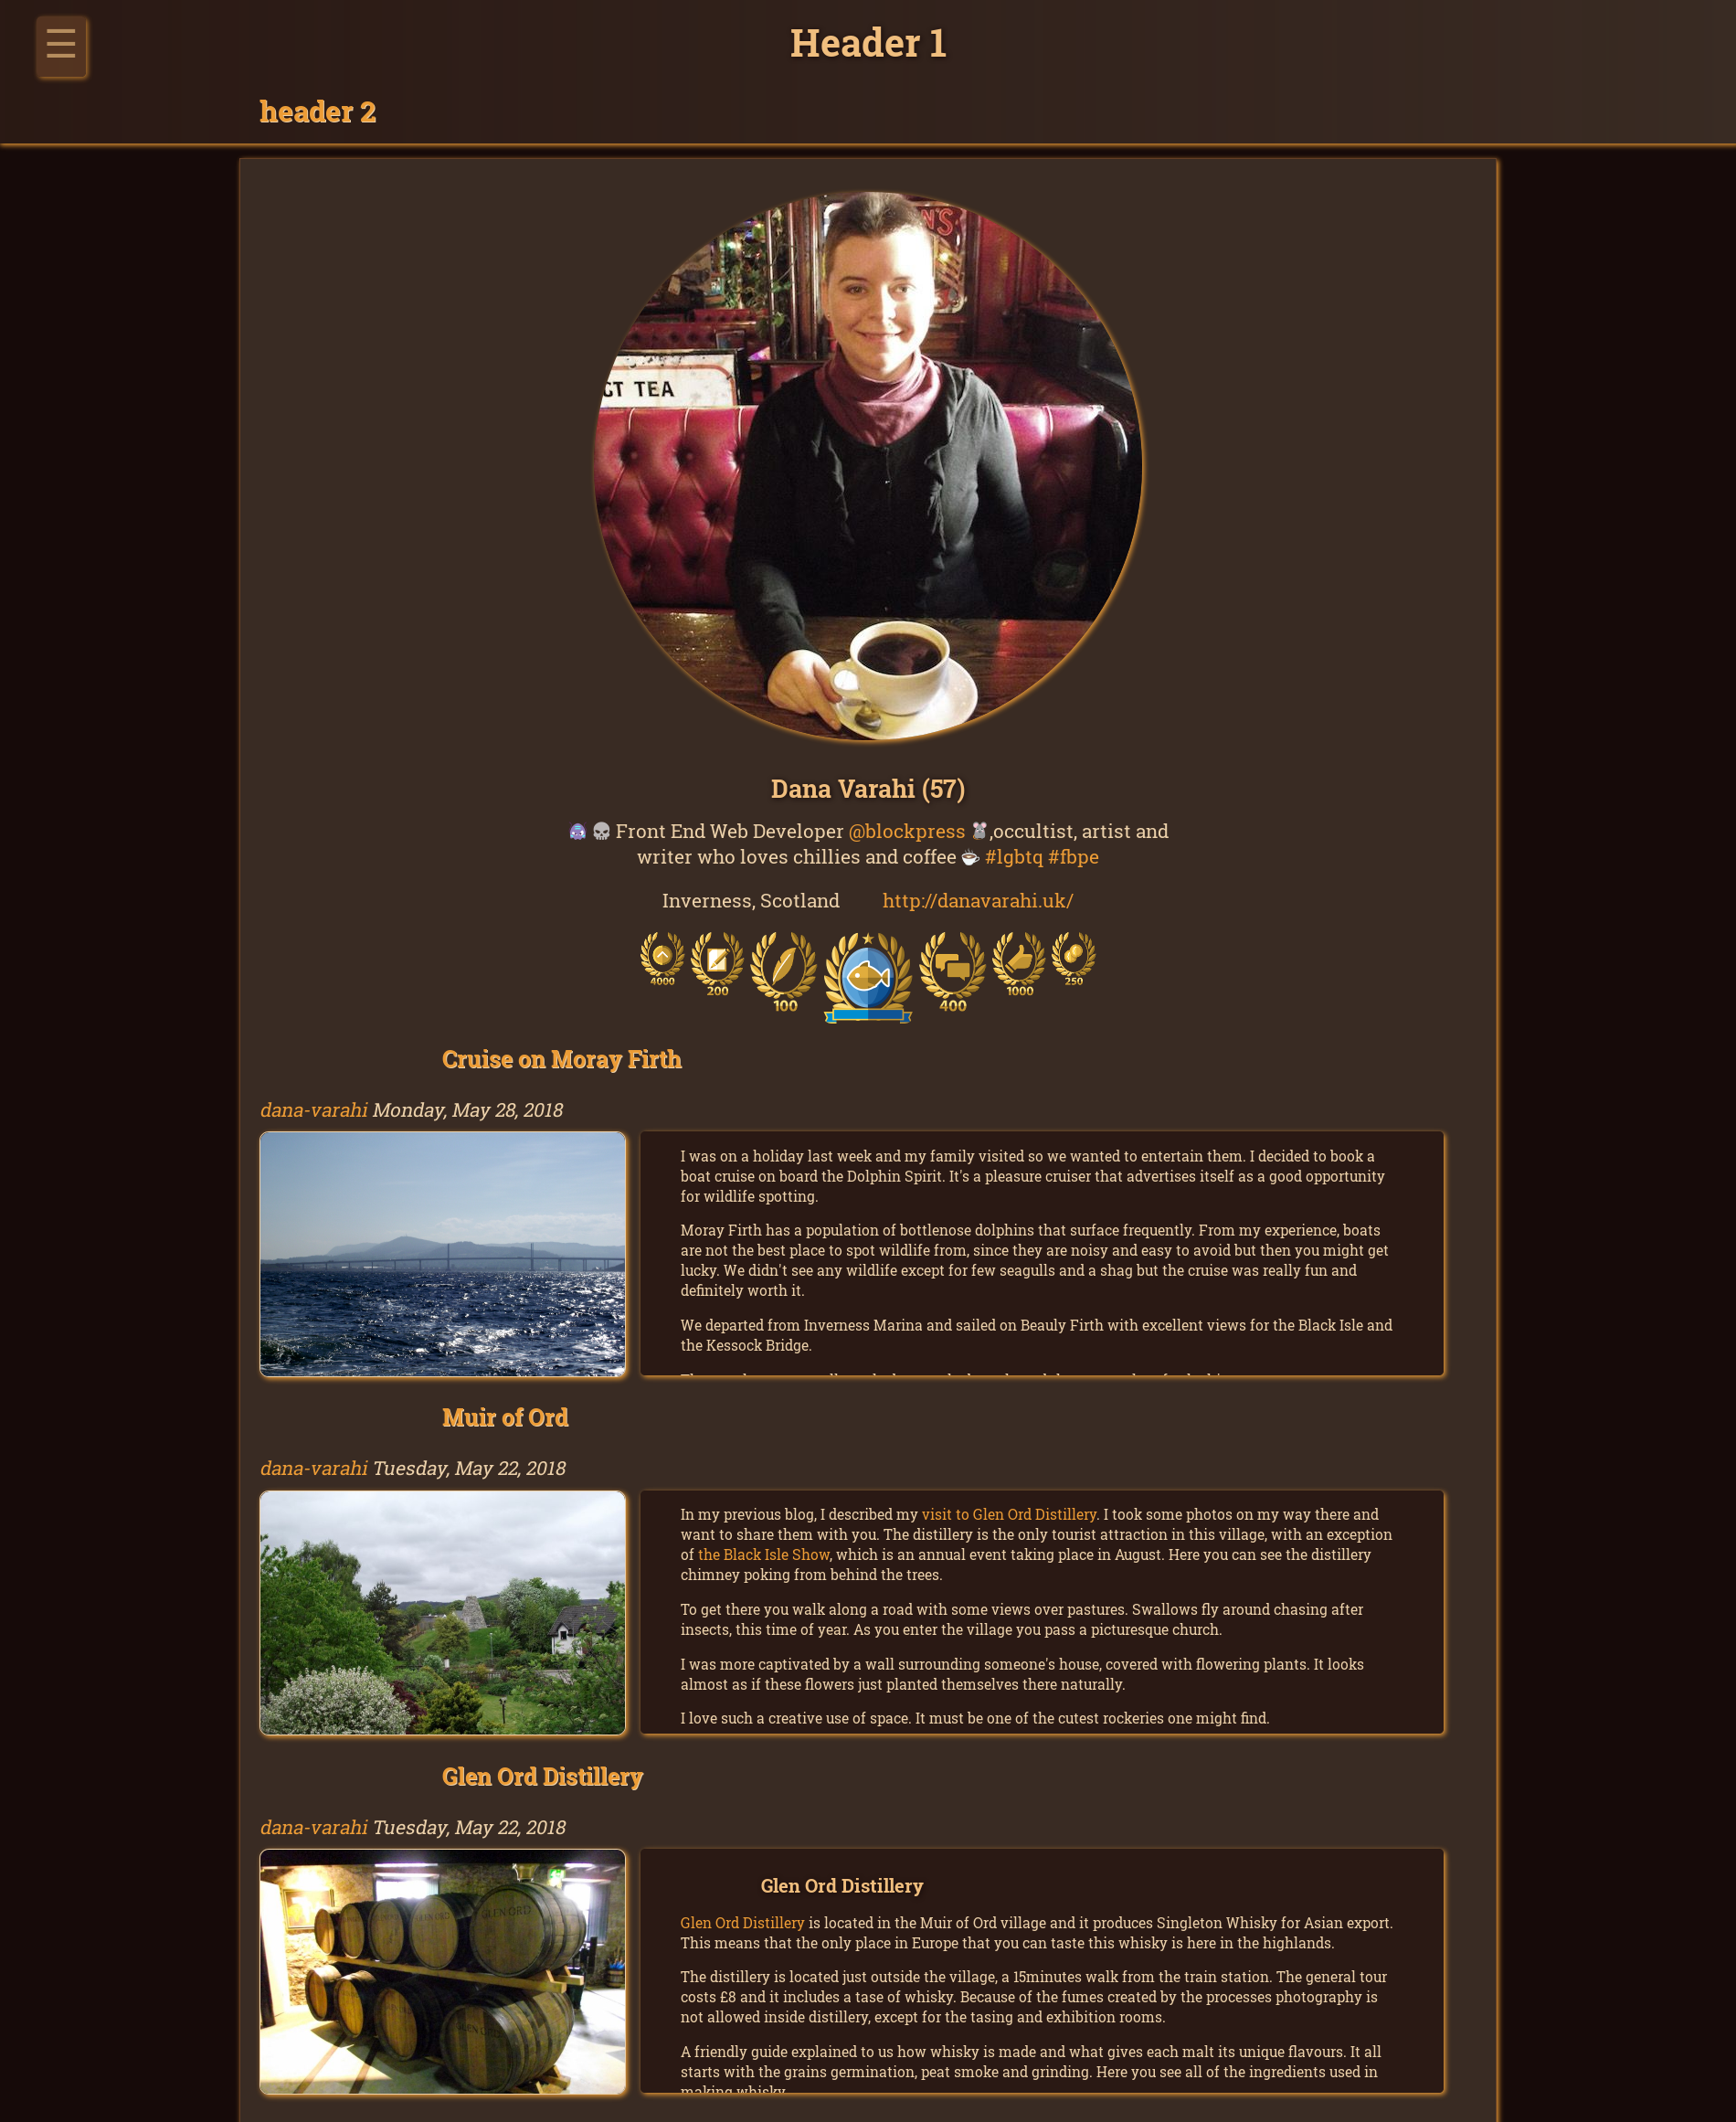 ☰
Header 1
header 2
N'S
CT TEA
Dana Varahi (57)
Front End Web Developer @blockpress ,occultist, artist and
writer who loves chillies and coffee #lgbtq #fbpe
Inverness, Scotland http://danavarahi.uk/
4000 200 100 400 1000 250
Cruise on Moray Firth
dana-varahi Monday, May 28, 2018
I was on a holiday last week and my family visited so we wanted to entertain them. I decided to book a
boat cruise on board the Dolphin Spirit. It's a pleasure cruiser that advertises itself as a good opportunity
for wildlife spotting.
Moray Firth has a population of bottlenose dolphins that surface frequently. From my experience, boats
are not the best place to spot wildlife from, since they are noisy and easy to avoid but then you might get
lucky. We didn't see any wildlife except for few seagulls and a shag but the cruise was really fun and
definitely worth it.
We departed from Inverness Marina and sailed on Beauly Firth with excellent views for the Black Isle and
the Kessock Bridge.
Muir of Ord
dana-varahi Tuesday, May 22, 2018
In my previous blog, I described my visit to Glen Ord Distillery. I took some photos on my way there and
want to share them with you. The distillery is the only tourist attraction in this village, with an exception
of the Black Isle Show, which is an annual event taking place in August. Here you can see the distillery
chimney poking from behind the trees.
To get there you walk along a road with some views over pastures. Swallows fly around chasing after
insects, this time of year. As you enter the village you pass a picturesque church.
I was more captivated by a wall surrounding someone's house, covered with flowering plants. It looks
almost as if these flowers just planted themselves there naturally.
I love such a creative use of space. It must be one of the cutest rockeries one might find.
Glen Ord Distillery
dana-varahi Tuesday, May 22, 2018
GLEN ORD
GLEN ORD
GLEN ORD
Glen Ord Distillery
Glen Ord Distillery is located in the Muir of Ord village and it produces Singleton Whisky for Asian export.
This means that the only place in Europe that you can taste this whisky is here in the highlands.
The distillery is located just outside the village, a 15minutes walk from the train station. The general tour
costs £8 and it includes a tase of whisky. Because of the fumes created by the processes photography is
not allowed inside distillery, except for the tasing and exhibition rooms.
A friendly guide explained to us how whisky is made and what gives each malt its unique flavours. It all
starts with the grains germination, peat smoke and grinding. Here you see all of the ingredients used in
making whisky